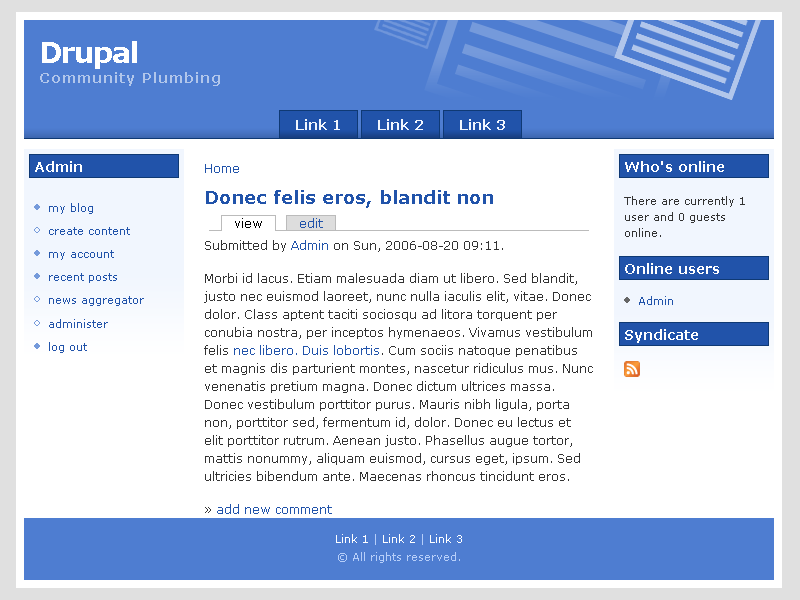 Drupal
Community Plumbing
Link 1
Link 2
Link 3
Admin
my blog
create content
my account
recent posts
news aggregator
administer
log out
Home
Donec felis eros, blandit non
view
edit
Submitted by Admin on Sun, 2006-08-20 09:11.
Morbi id lacus. Etiam malesuada diam ut libero. Sed blandit,
justo nec euismod laoreet, nunc nulla iaculis elit, vitae. Donec
dolor. Class aptent taciti sociosqu ad litora torquent per
conubia nostra, per inceptos hymenaeos. Vivamus vestibulum
felis nec libero. Duis lobortis. Cum sociis natoque penatibus
et magnis dis parturient montes, nascetur ridiculus mus. Nunc
venenatis pretium magna. Donec dictum ultrices massa.
Donec vestibulum porttitor purus. Mauris nibh ligula, porta
non, porttitor sed, fermentum id, dolor. Donec eu lectus et
elit porttitor rutrum. Aenean justo. Phasellus augue tortor,
mattis nonummy, aliquam euismod, cursus eget, ipsum. Sed
ultricies bibendum ante. Maecenas rhoncus tincidunt eros.
» add new comment
Who's online
There are currently 1
user and 0 guests
online.
Online users
Admin
Syndicate
Link 1 | Link 2 | Link 3
© All rights reserved.